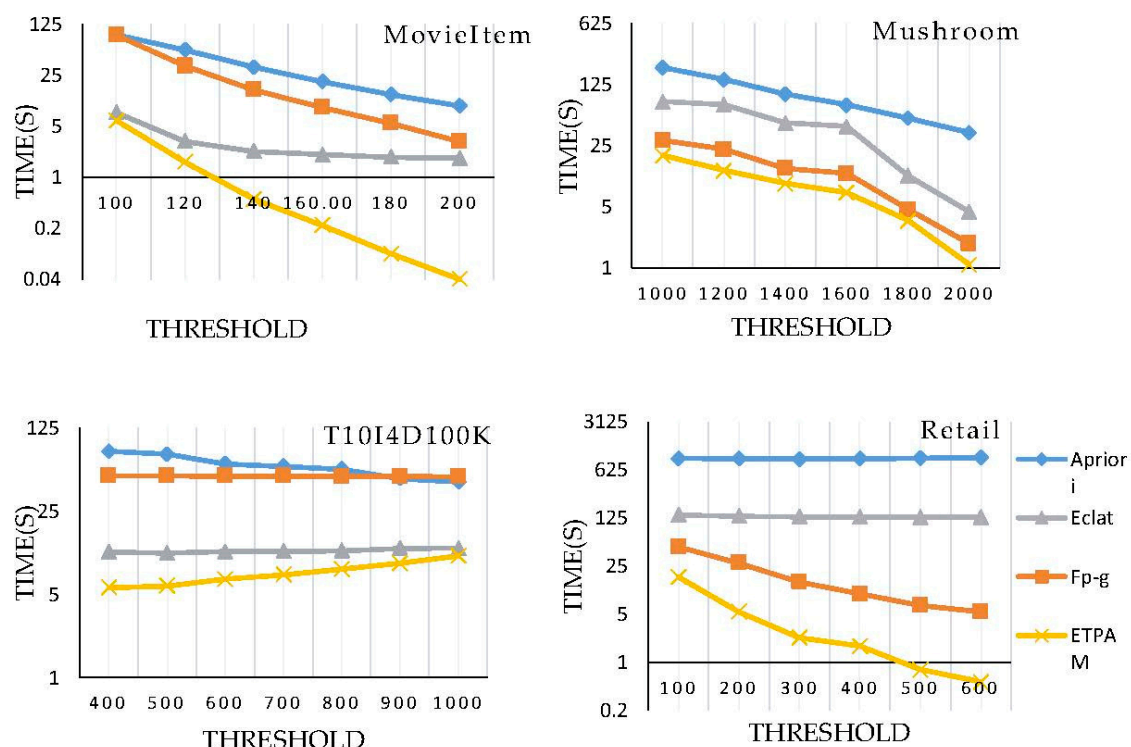 MovieItem
125
25
5
1
0.2
0.04
TIME(S)
100 120 140 160.00 180 200
THRESHOLD
Mushroom
625
125
25
5
1
TIME(S)
1000 1200 1400 1600 1800 2000
THRESHOLD
T10I4D100K
125
25
5
1
TIME(S)
400 500 600 700 800 900 1000
THRESHOLD
Retail
3125
625
125
25
5
1
0.2
TIME(S)
100 200 300 400 500 600
THRESHOLD
Aprior
i
Eclat
Fp-g
ETPA
M